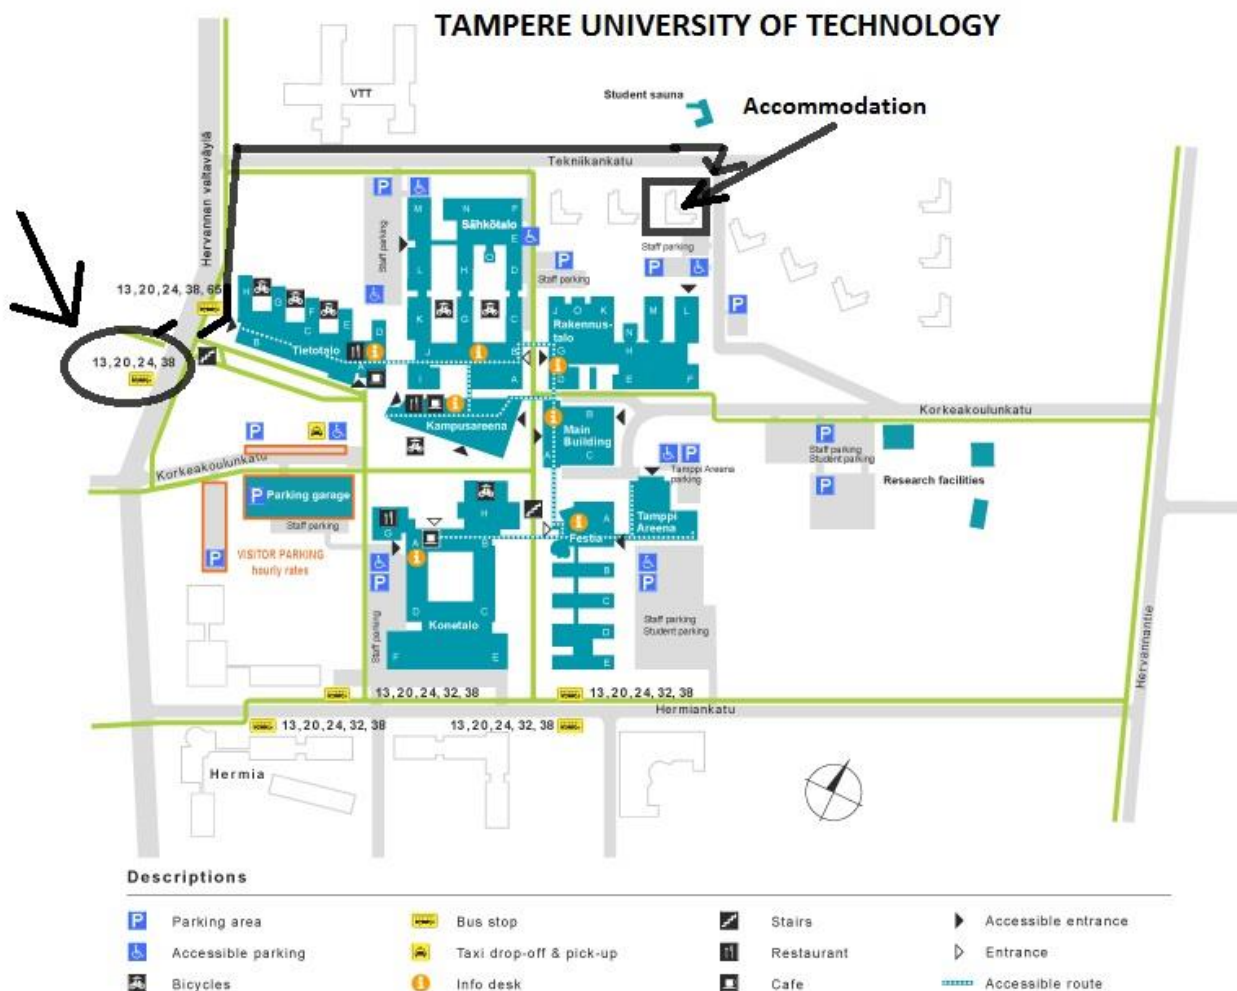 TAMPERE UNIVERSITY OF TECHNOLOGY
VTT
Student sauna
Accommodation
Hervannan valtaväylä
Tekniikankatu
P
M
N
F
Sähkötalo
E
Staff parking
P
Staff parking
O
L
H
D
Staff parking
P
P
13, 20, 24, 38, 65
H
G
F
C
E
D
B
Tietotalo
A
K
G
C
J
B
I
A
J
O
K
M
L
Rakennus-
talo
N
G
H
D
E
F
13, 20, 24, 38
Kampusareena
Main
Building
B
A
C
Korkeakoulunkatu
P
Korkeakoulunkatu
P
Parking garage
Staff parking
P
VISITOR PARKING
hourly rates
P
Tamppi Areena
parking
P
Staff parking
Student parking
P
Research facilities
H
G
A
B
D
C
Konetalo
F
E
Staff parking
P
A
Festia
B
C
D
E
Tamppi
Areena
P
Staff parking
Student parking
Hervannantie
13, 20, 24, 32, 38
13, 20, 24, 32, 38
Hermiankatu
13, 20, 24, 32, 38
13, 20, 24, 32, 38
Hermia
Descriptions
P Parking area
Bus stop
Stairs
Accessible entrance
Accessible parking
Taxi drop-off & pick-up
Restaurant
Entrance
Bicycles
i Info desk
Cafe
Accessible route